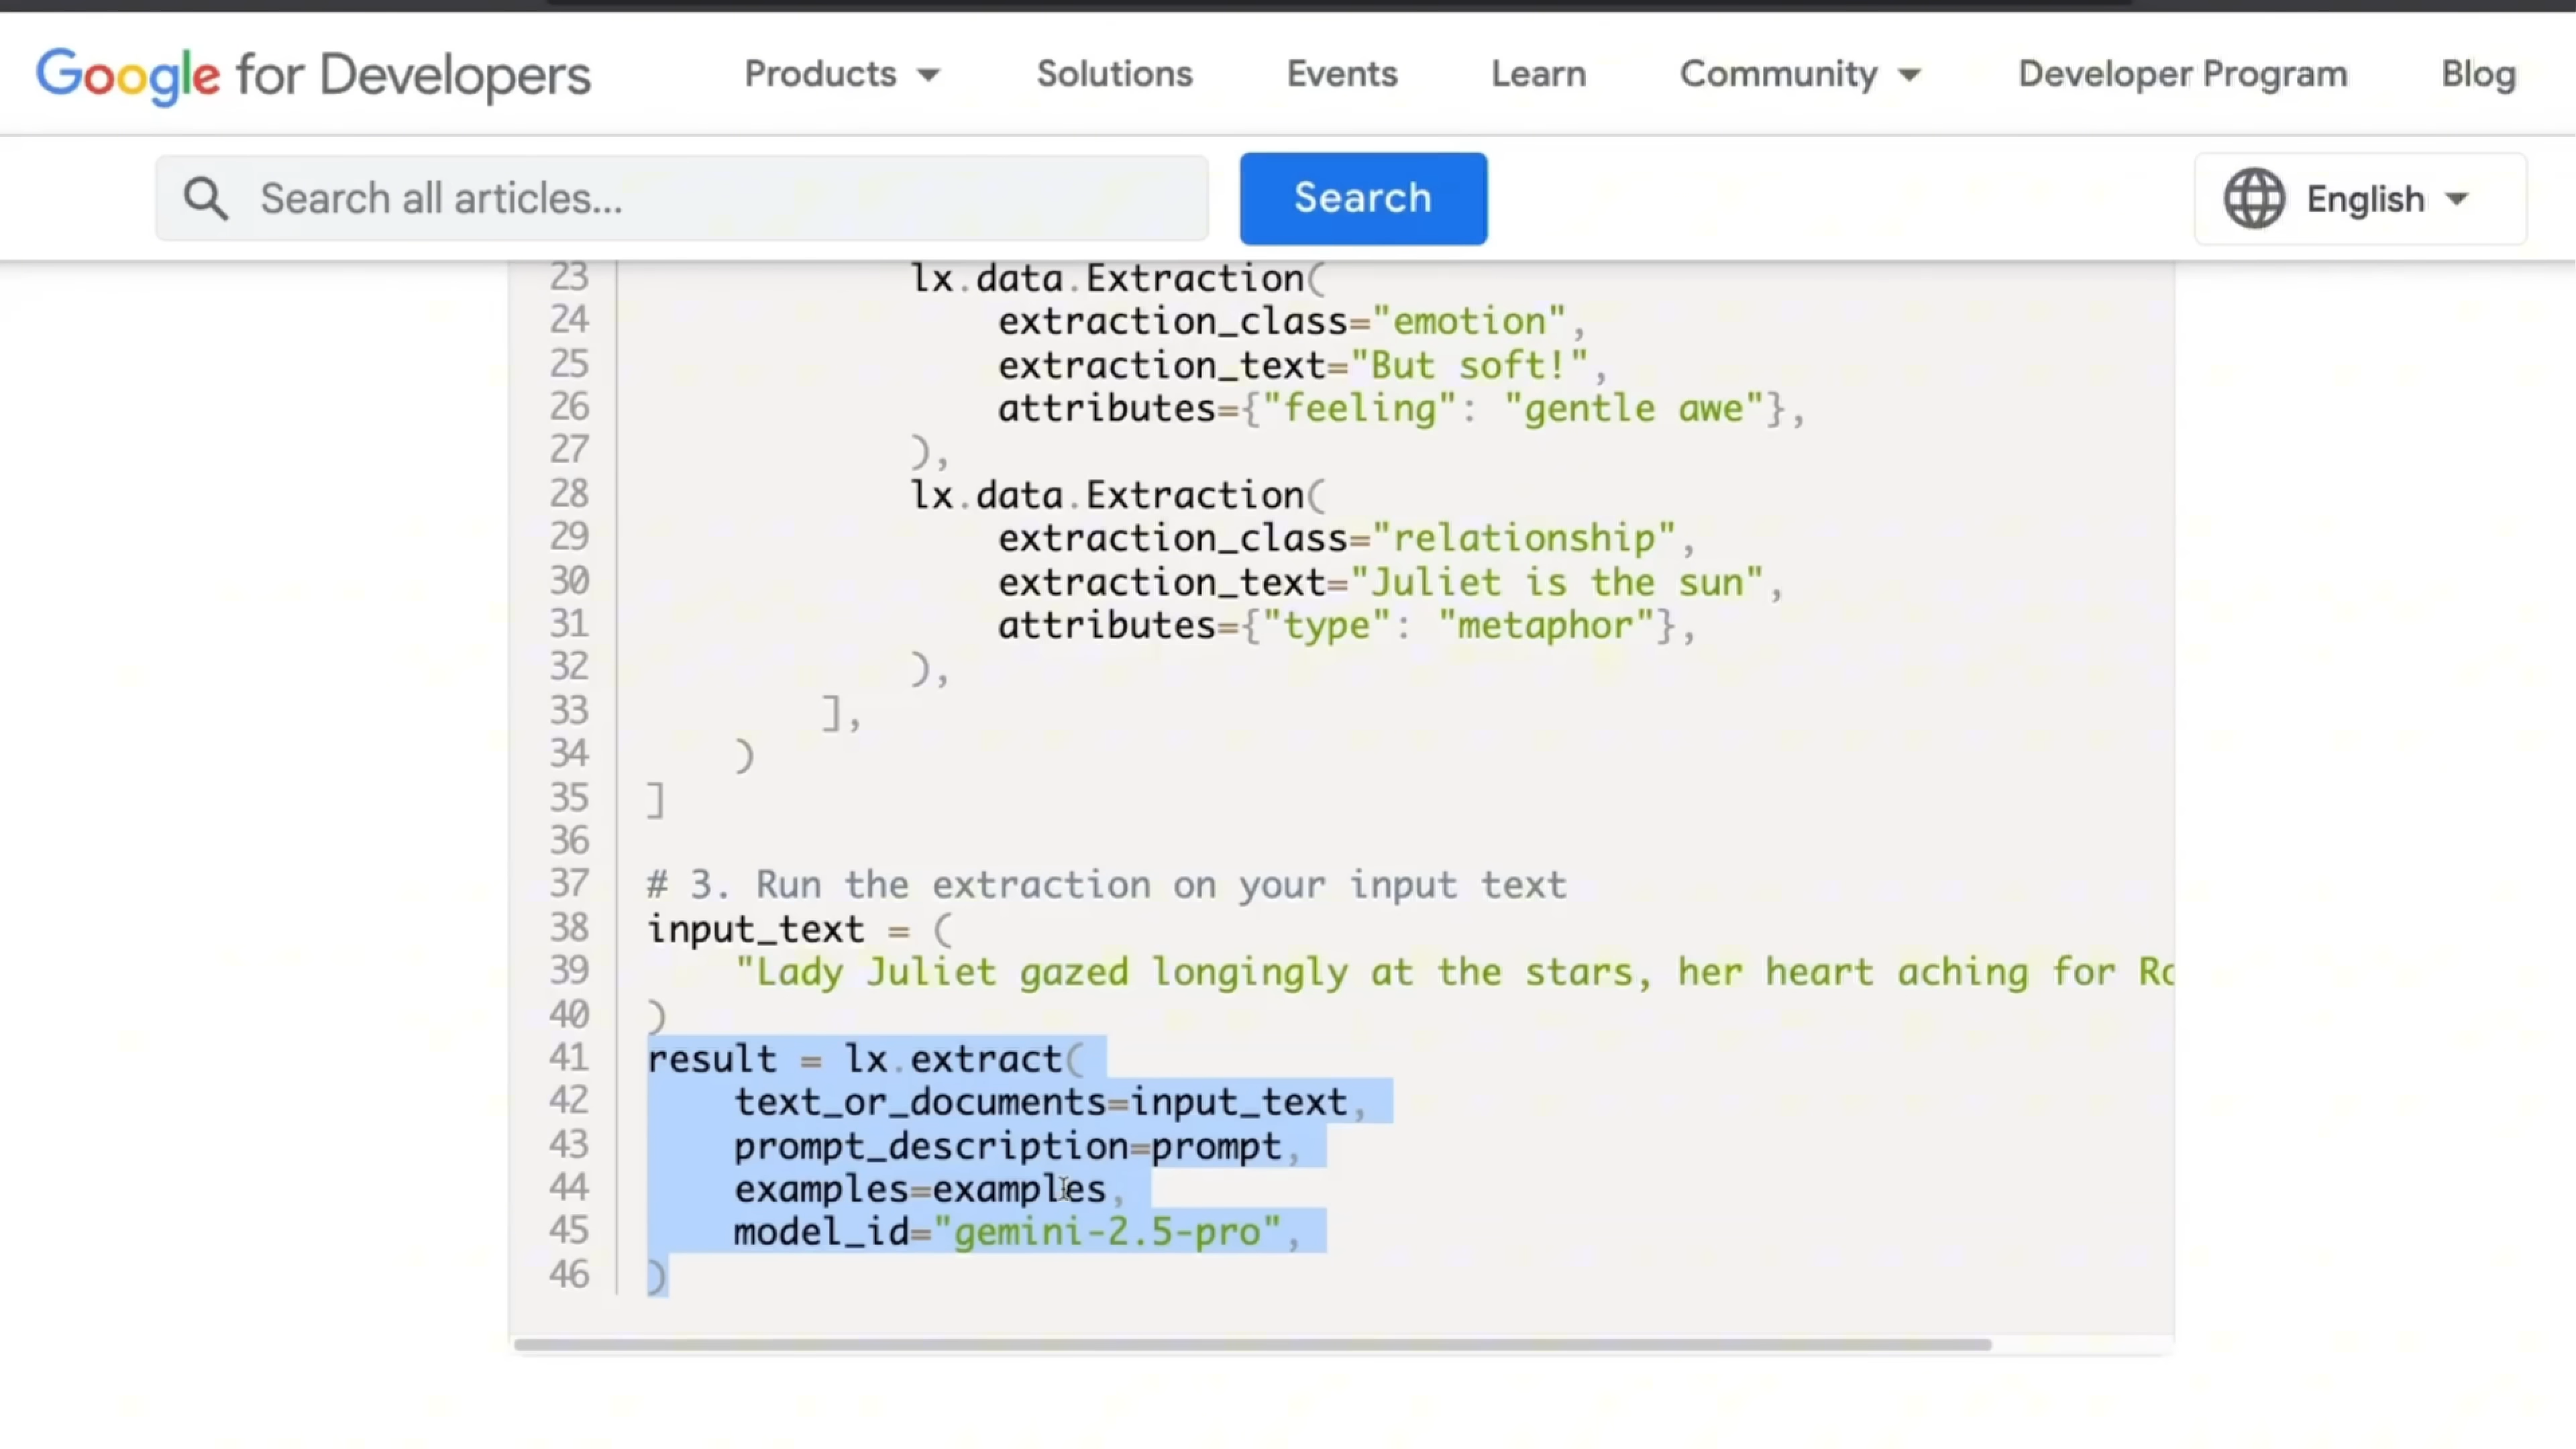 Google for Developers Products Solutions Events Learn Community Developer Program Blog
Search all articles... Search English
23 lx.data.Extraction(
24 extraction_class="emotion",
25 extraction_text="But soft!",
26 attributes={"feeling": "gentle awe"},
27 ),
28 lx.data.Extraction(
29 extraction_class="relationship",
30 extraction_text="Juliet is the sun",
31 attributes={"type": "metaphor"},
32 ),
33 ],
34 )
35 ]
36
37 # 3. Run the extraction on your input text
38 input_text = (
39 "Lady Juliet gazed longingly at the stars, her heart aching for
40 )
41 result = lx.extract(
42 text_or_documents=input_text,
43 prompt_description=prompt,
44 examples=examples,
45 model_id="gemini-2.5-pro",
46 )